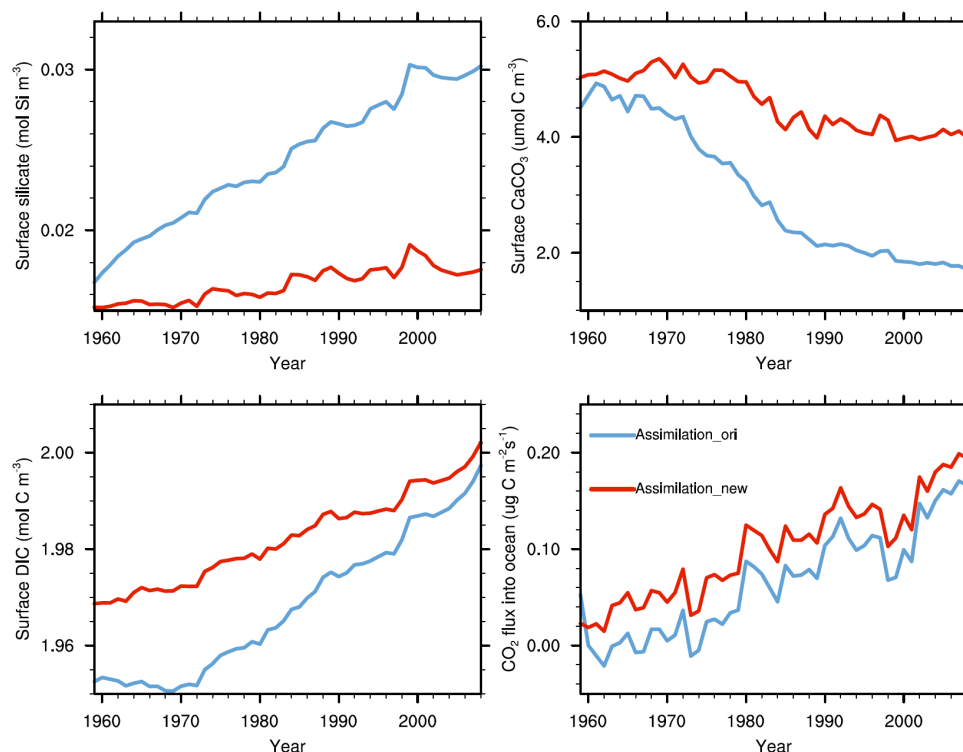 Surface silicate (mol Si m⁻³)
0.03
0.02
1960 1970 1980 1990 2000
Year
Surface CaCO₃ (umol C m⁻³)
6.0
4.0
2.0
1960 1970 1980 1990 2000
Year
Surface DIC (mol C m⁻³)
2.00
1.98
1.96
1960 1970 1980 1990 2000
Year
CO₂ flux into ocean (ug C m⁻²s⁻¹)
0.20
0.10
0.00
Assimilation_ori
Assimilation_new
1960 1970 1980 1990 2000
Year